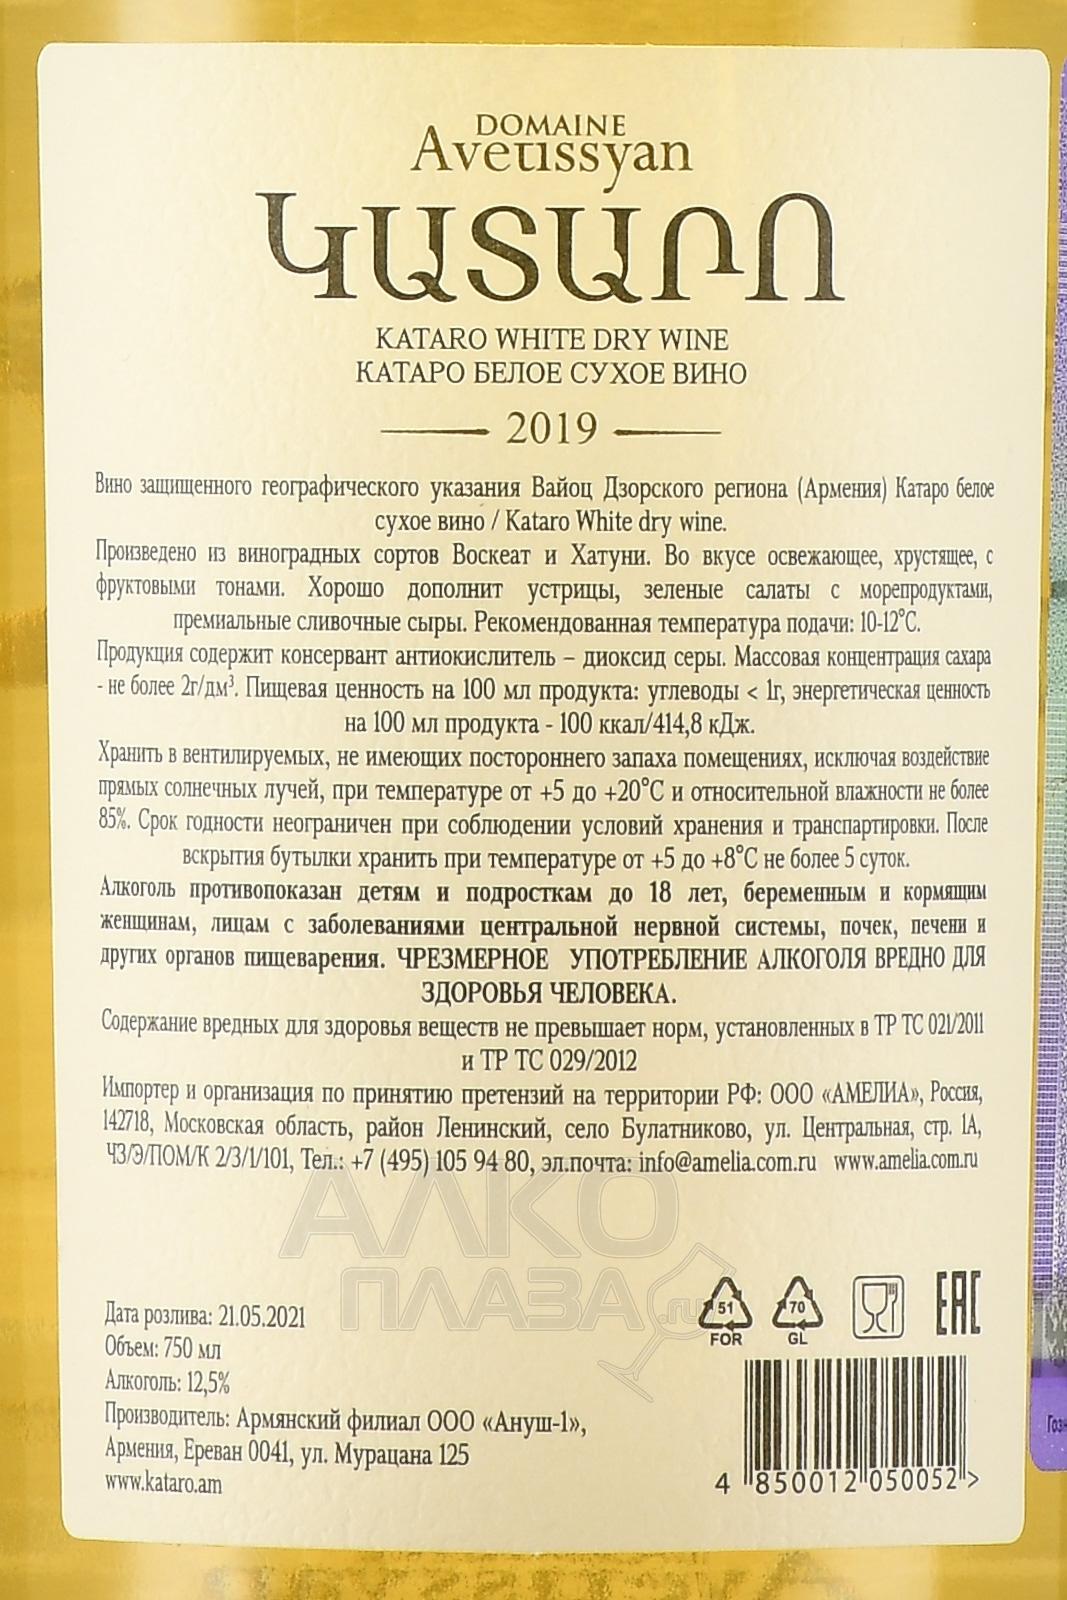 DOMAINE
Avetissyan
ԿԱՏԱՐՈ
KATARO WHITE DRY WINE
КАТАРО БЕЛОЕ СУХОЕ ВИНО
2019
Вино защищенного географического указания Вайоц Дзорского региона (Армения) Катаро белое
сухое вино / Kataro White dry wine.
Произведено из виноградных сортов Воскеат и Хатуни. Во вкусе освежающее, хрустящее, с
фруктовыми тонами. Хорошо дополнит устрицы, зеленые салаты с морепродуктами,
премиальные сливочные сыры. Рекомендованная температура подачи: 10-12°С.
Продукция содержит консервант антиокислитель – диоксид серы. Массовая концентрация сахара
- не более 2г/дм³. Пищевая ценность на 100 мл продукта: углеводы < 1г, энергетическая ценность
на 100 мл продукта - 100 ккал/414,8 кДж.
Хранить в вентилируемых, не имеющих постороннего запаха помещениях, исключая воздействие
прямых солнечных лучей, при температуре от +5 до +20°С и относительной влажности не более
85%. Срок годности неограничен при соблюдении условий хранения и транспартировки. После
вскрытия бутылки хранить при температуре от +5 до +8°С не более 5 суток.
Алкоголь противопоказан детям и подросткам до 18 лет, беременным и кормящим
женщинам, лицам с заболеваниями центральной нервной системы, почек, печени и
других органов пищеварения. ЧРЕЗМЕРНОЕ УПОТРЕБЛЕНИЕ АЛКОГОЛЯ ВРЕДНО ДЛЯ
ЗДОРОВЬЯ ЧЕЛОВЕКА.
Содержание вредных для здоровья веществ не превышает норм, установленных в ТР ТС 021/2011
и ТР ТС 029/2012
Импортер и организация по принятию претензий на территории РФ: ООО «АМЕЛИА», Россия,
142718, Московская область, район Ленинский, село Булатниково, ул. Центральная, стр. 1А,
ЧЗ/Э/ПОМ/К 2/3/1/101, Тел.: +7 (495) 105 94 80, эл.почта: info@amelia.com.ru www.amelia.com.ru
АЛКО
ПЛАЗА
.ru
Дата розлива: 21.05.2021
Объем: 750 мл
Алкоголь: 12,5%
Производитель: Армянский филиал ООО «Ануш-1»,
Армения, Ереван 0041, ул. Мурацана 125
www.kataro.am
51
FOR
70
GL
EAC
4 850012 050052 >